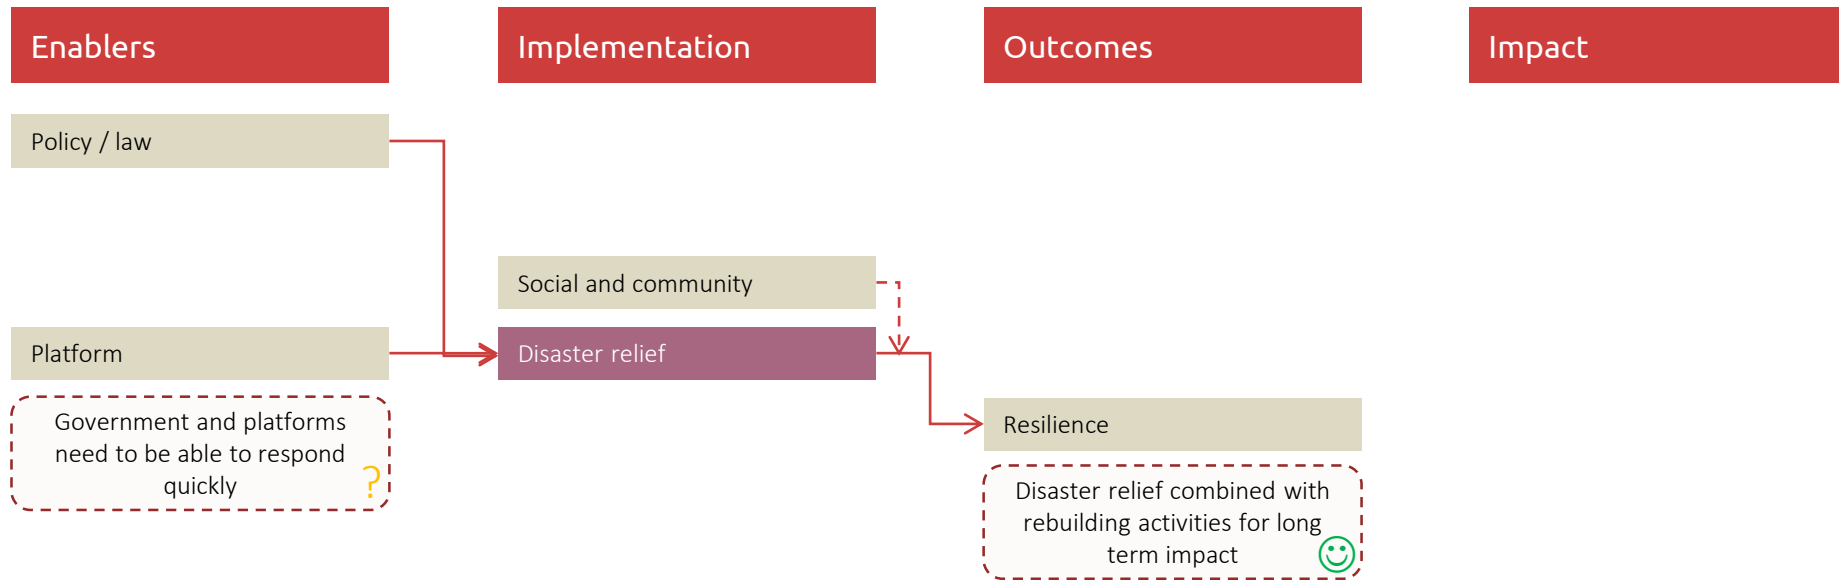 Enablers
Implementation
Outcomes
Impact
Policy / law
Social and community
Platform
Disaster relief
Government and platforms
need to be able to respond
quickly
?
Resilience
Disaster relief combined with
rebuilding activities for long
term impact